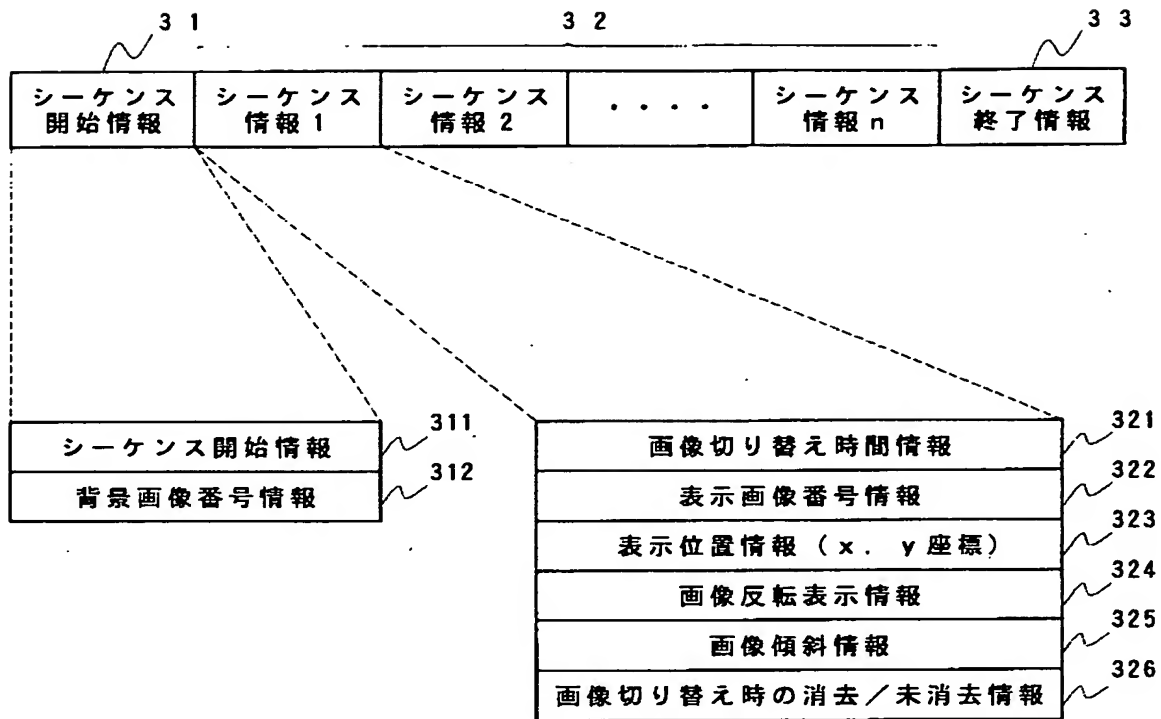 31
32
33
シーケンス
開始情報
シーケンス
情報1
シーケンス
情報2
・・・・
シーケンス
情報n
シーケンス
終了情報
シーケンス開始情報
311
背景画像番号情報
312
画像切り替え時間情報
321
表示画像番号情報
322
表示位置情報（x．y座標）
323
画像反転表示情報
324
画像傾斜情報
325
画像切り替え時の消去／未消去情報
326